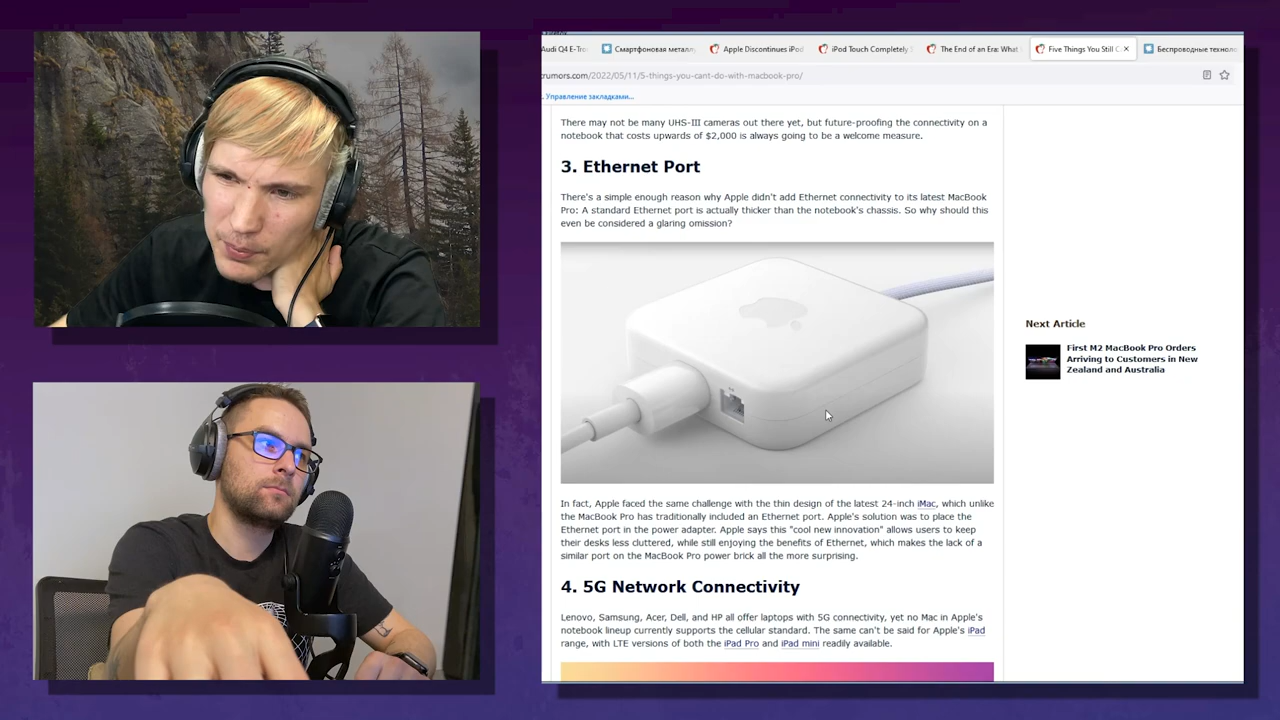 Audi Q4 E-Tro
Смартфоновая металл
Apple Discontinues iPod
iPod Touch Completely S
The End of an Era: What
Five Things You Still C
Беспроводные технол
rumors.com/2022/05/11/5-things-you-cant-do-with-macbook-pro/
Управление закладками...
There may not be many UHS-III cameras out there yet, but future-proofing the connectivity on a
notebook that costs upwards of $2,000 is always going to be a welcome measure.
3. Ethernet Port
There's a simple enough reason why Apple didn't add Ethernet connectivity to its latest MacBook
Pro: A standard Ethernet port is actually thicker than the notebook's chassis. So why should this
even be considered a glaring omission?
Next Article
First M2 MacBook Pro Orders
Arriving to Customers in New
Zealand and Australia
In fact, Apple faced the same challenge with the thin design of the latest 24-inch iMac, which unlike
the MacBook Pro has traditionally included an Ethernet port. Apple's solution was to place the
Ethernet port in the power adapter. Apple says this "cool new innovation" allows users to keep
their desks less cluttered, while still enjoying the benefits of Ethernet, which makes the lack of a
similar port on the MacBook Pro power brick all the more surprising.
4. 5G Network Connectivity
Lenovo, Samsung, Acer, Dell, and HP all offer laptops with 5G connectivity, yet no Mac in Apple's
notebook lineup currently supports the cellular standard. The same can't be said for Apple's iPad
range, with LTE versions of both the iPad Pro and iPad mini readily available.